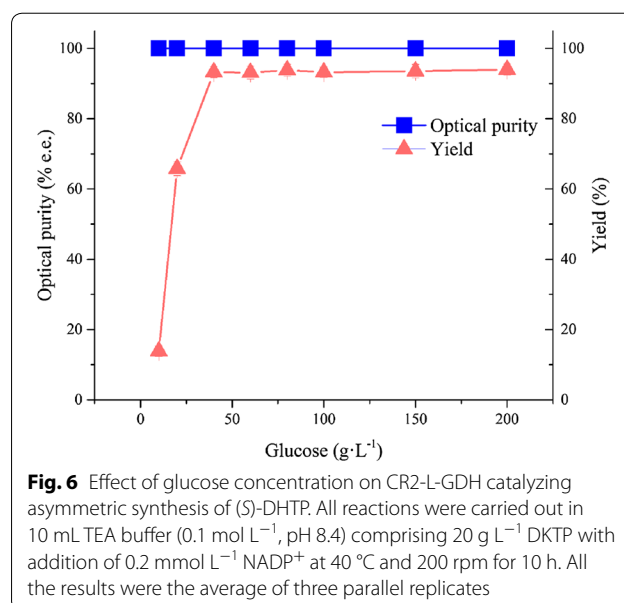 100
80
60
40
20
0
Optical purity (% e.e.)
Optical purity
Yield
100
80
60
40
20
0
Yield (%)
0 50 100 150 200
Glucose (g·L⁻¹)
Fig. 6 Effect of glucose concentration on CR2-L-GDH catalyzing
asymmetric synthesis of (S)-DHTP. All reactions were carried out in
10 mL TEA buffer (0.1 mol L⁻¹, pH 8.4) comprising 20 g L⁻¹ DKTP with
addition of 0.2 mmol L⁻¹ NADP⁺ at 40 °C and 200 rpm for 10 h. All
the results were the average of three parallel replicates